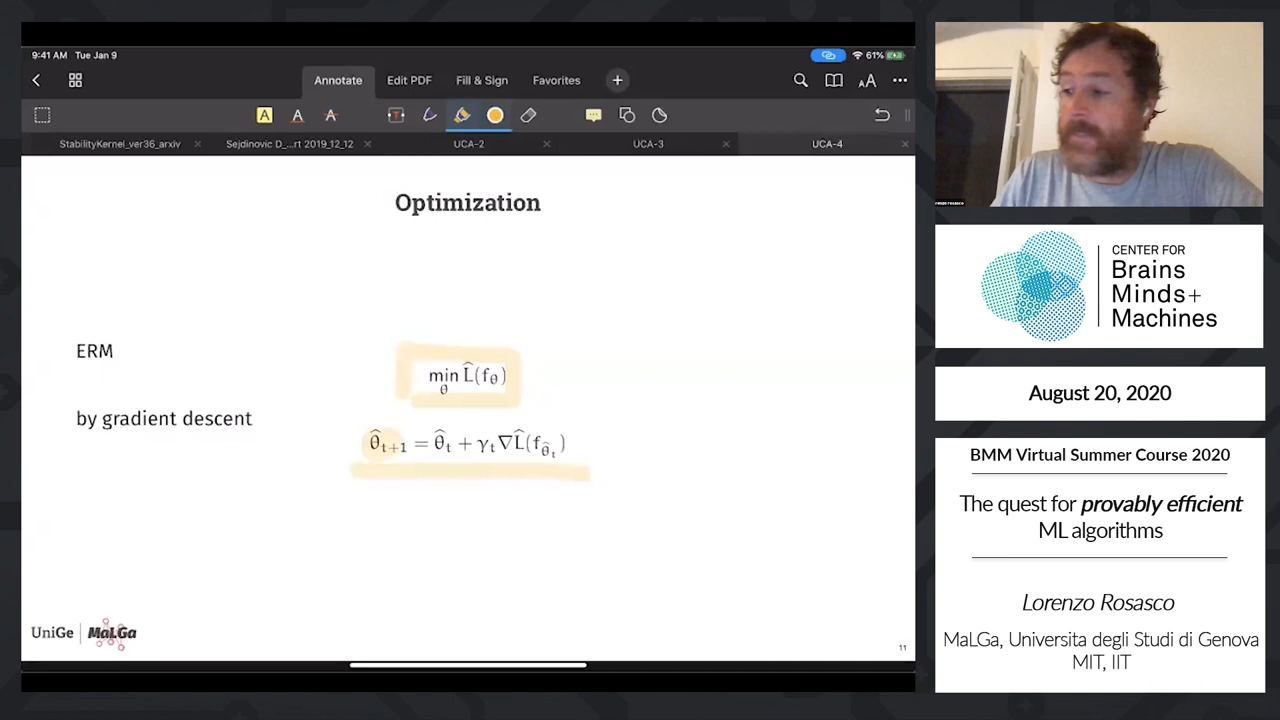 9:41 AM Tue Jan 9
61%
Annotate
Edit PDF
Fill & Sign
Favorites
StabilityKernel_ver36_arxiv
Sejdinovic D_...rt 2019_12_12
UCA-2
UCA-3
UCA-4
Optimization
ERM
min L̂(f_θ)
θ
by gradient descent
θ̂_{t+1} = θ̂_t + γ_t ∇L̂(f_{θ̂_t})
UniGe | MaLGa
11
CENTER FOR
Brains
Minds+
Machines
August 20, 2020
BMM Virtual Summer Course 2020
The quest for provably efficient
ML algorithms
Lorenzo Rosasco
MaLGa, Universita degli Studi di Genova
MIT, IIT